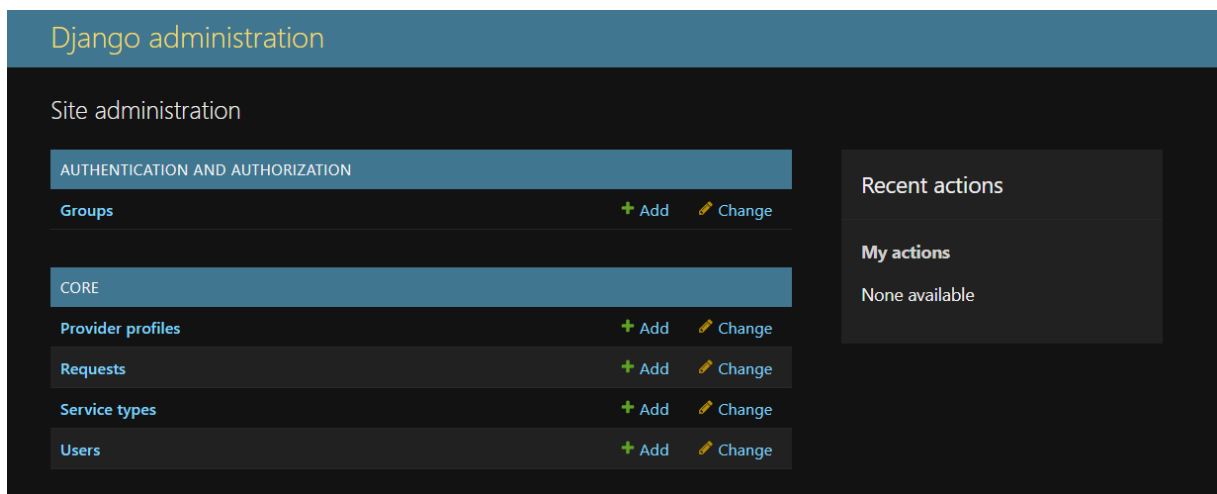 Django administration
Site administration
AUTHENTICATION AND AUTHORIZATION
Groups Add Change
CORE
Provider profiles Add Change
Requests Add Change
Service types Add Change
Users Add Change
Recent actions
My actions
None available